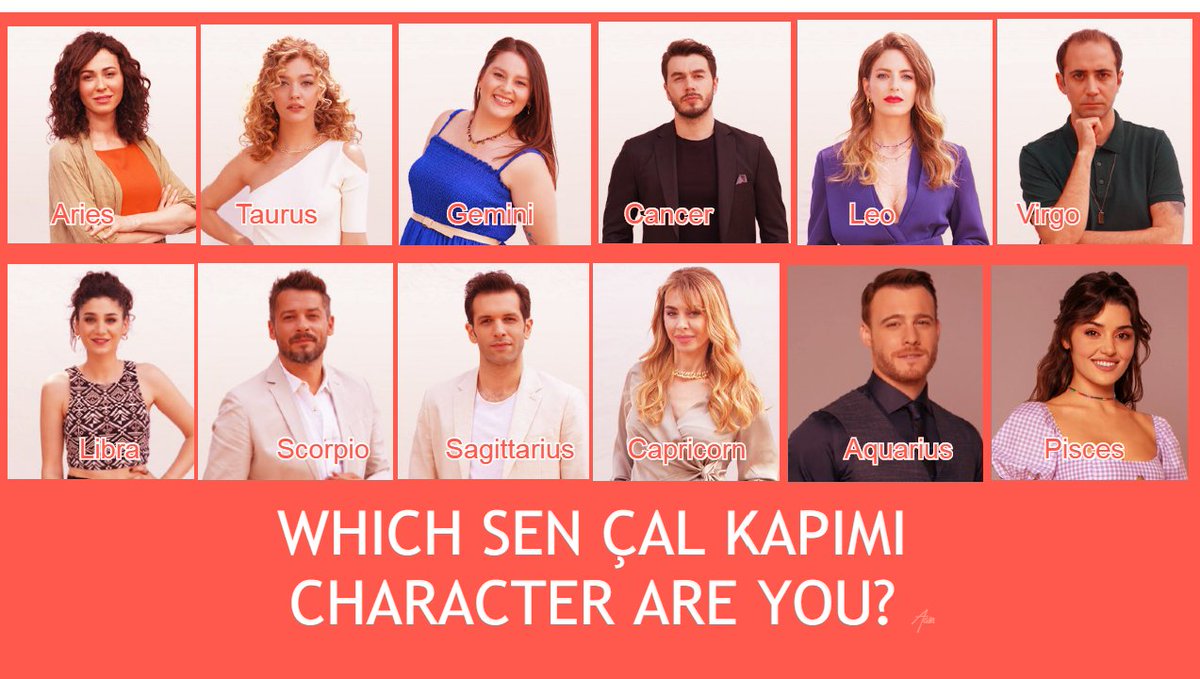 Aries
Taurus
Gemini
Cancer
Leo
Virgo
Libra
Scorpio
Sagittarius
Capricorn
Aquarius
Pisces
WHICH SEN ÇAL KAPIMI
CHARACTER ARE YOU?